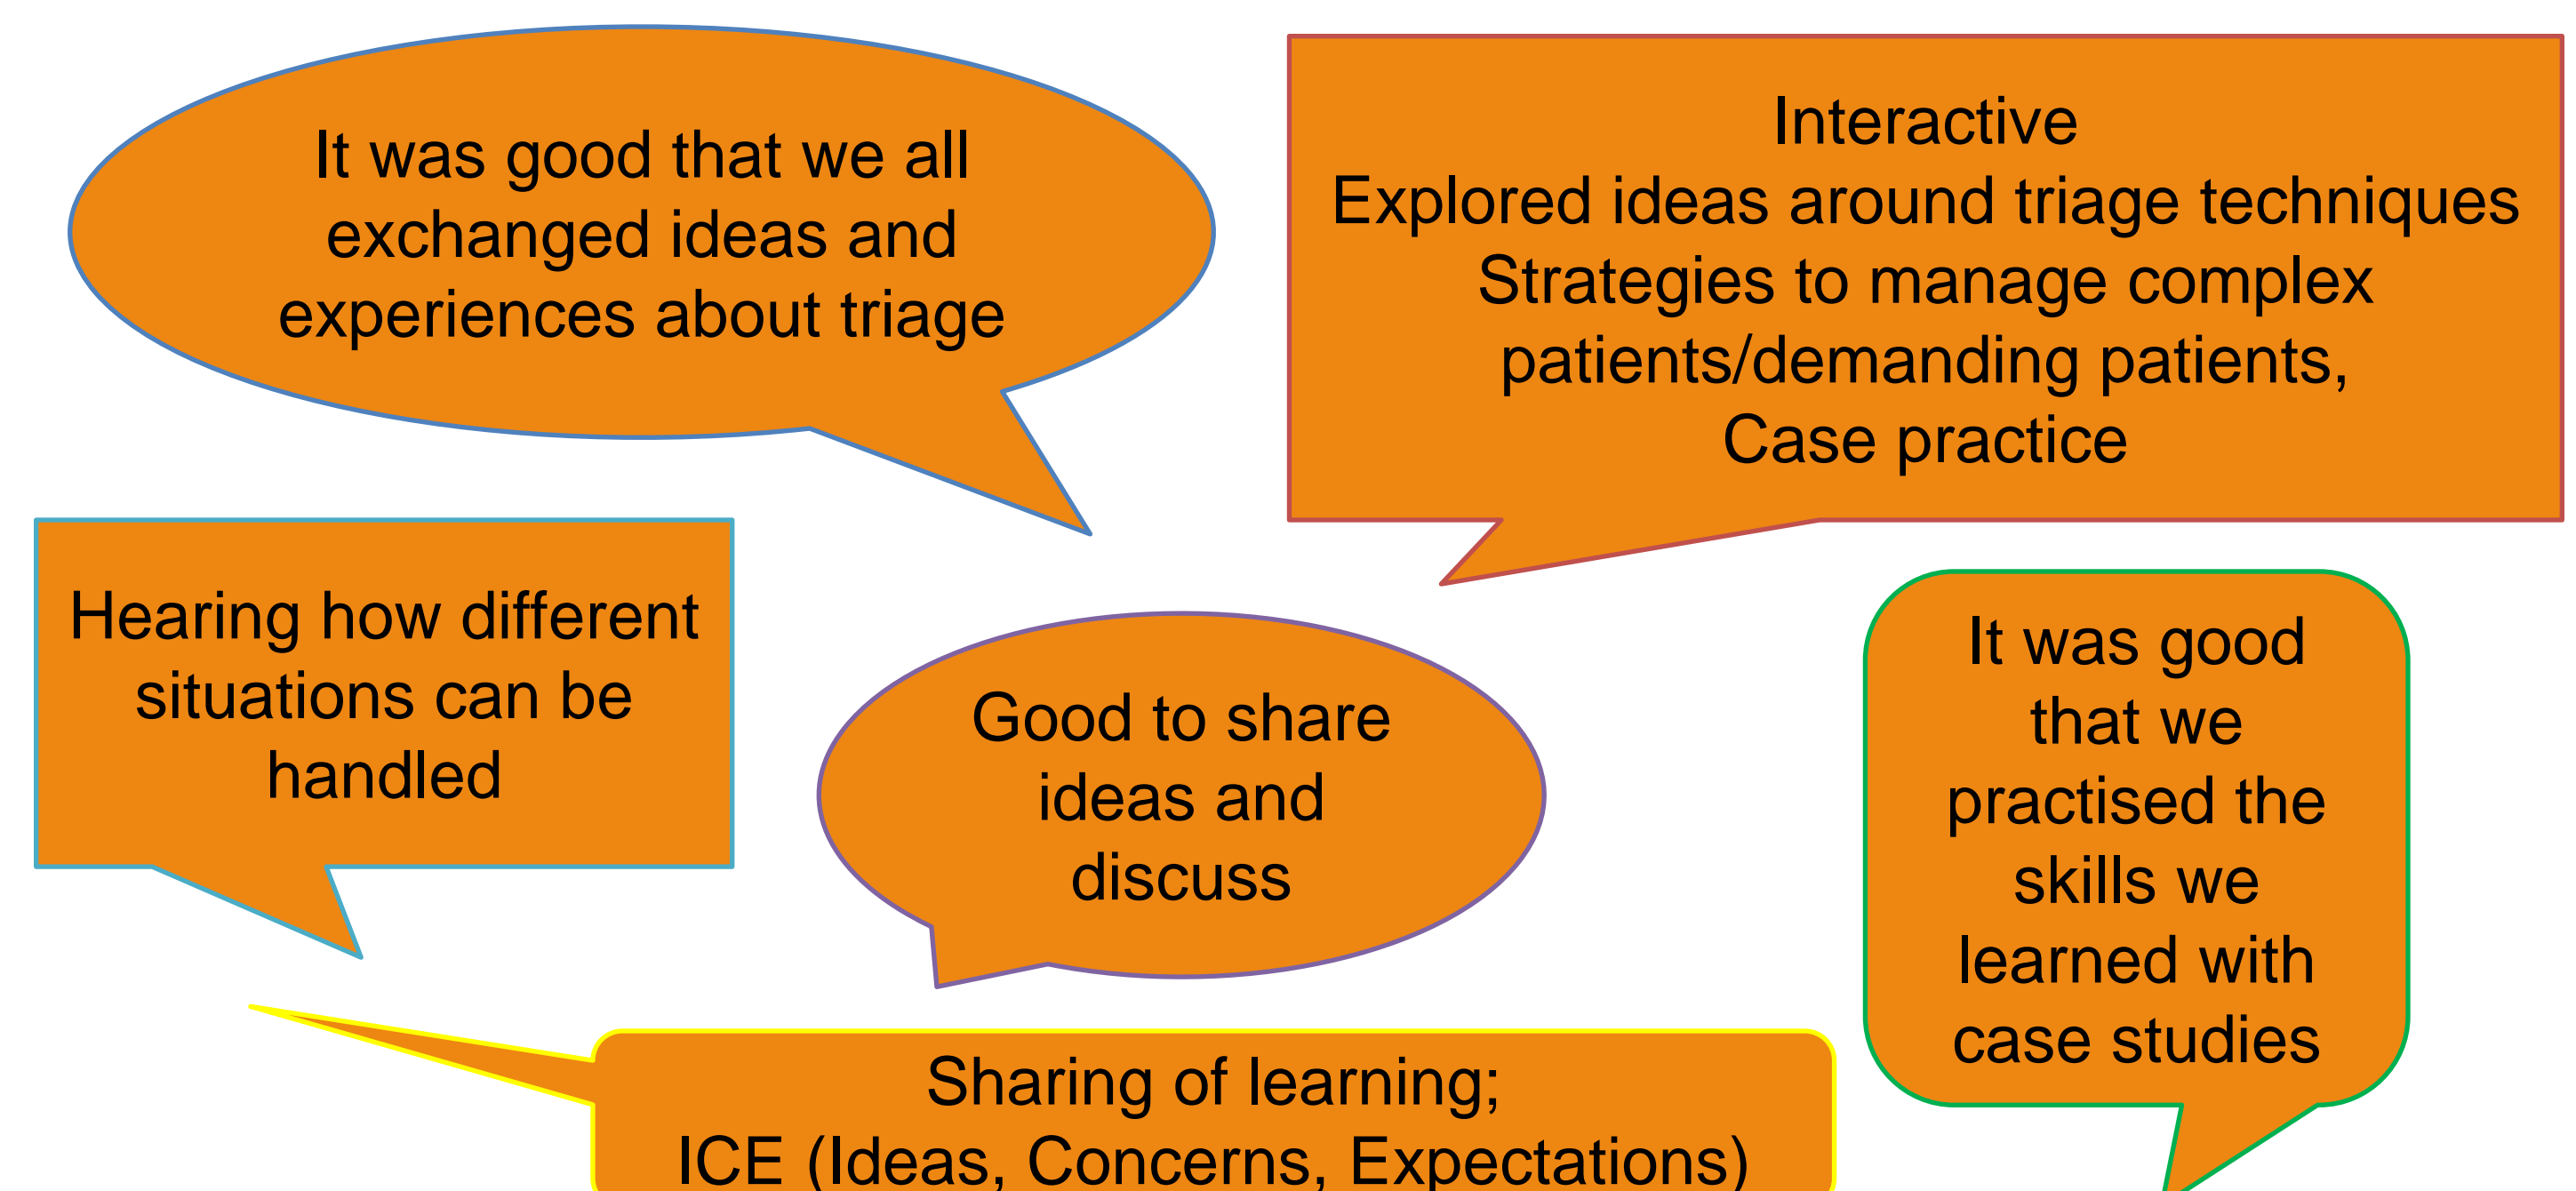 It was good that we all
exchanged ideas and
experiences about triage
Interactive
Explored ideas around triage techniques
Strategies to manage complex
patients/demanding patients,
Case practice
Hearing how different
situations can be
handled
Good to share
ideas and
discuss
It was good
that we
practised the
skills we
learned with
case studies
Sharing of learning;
ICE (Ideas, Concerns, Expectations)